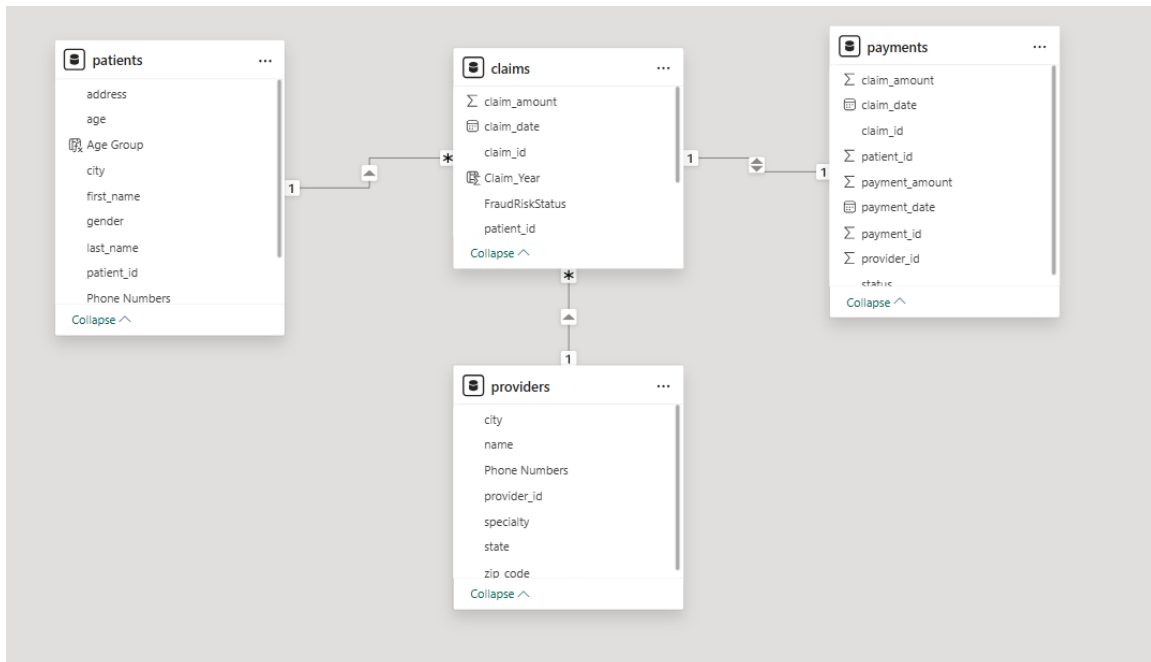 patients
address
age
Age Group
city
first_name
gender
last_name
patient_id
Phone Numbers
Collapse
1
*
claims
claim_amount
claim_date
claim_id
Claim_Year
FraudRiskStatus
patient_id
Collapse
1
1
*
1
payments
claim_amount
claim_date
claim_id
patient_id
payment_amount
payment_date
payment_id
provider_id
status
Collapse
providers
city
name
Phone Numbers
provider_id
specialty
state
zip_code
Collapse